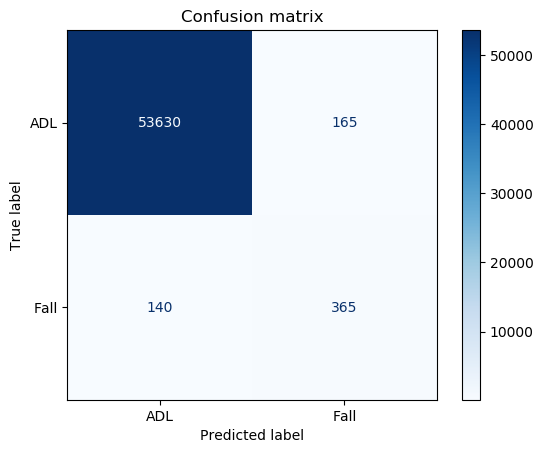 Confusion matrix
True label
ADL
53630
165
Fall
140
365
ADL
Fall
Predicted label
50000
40000
30000
20000
10000